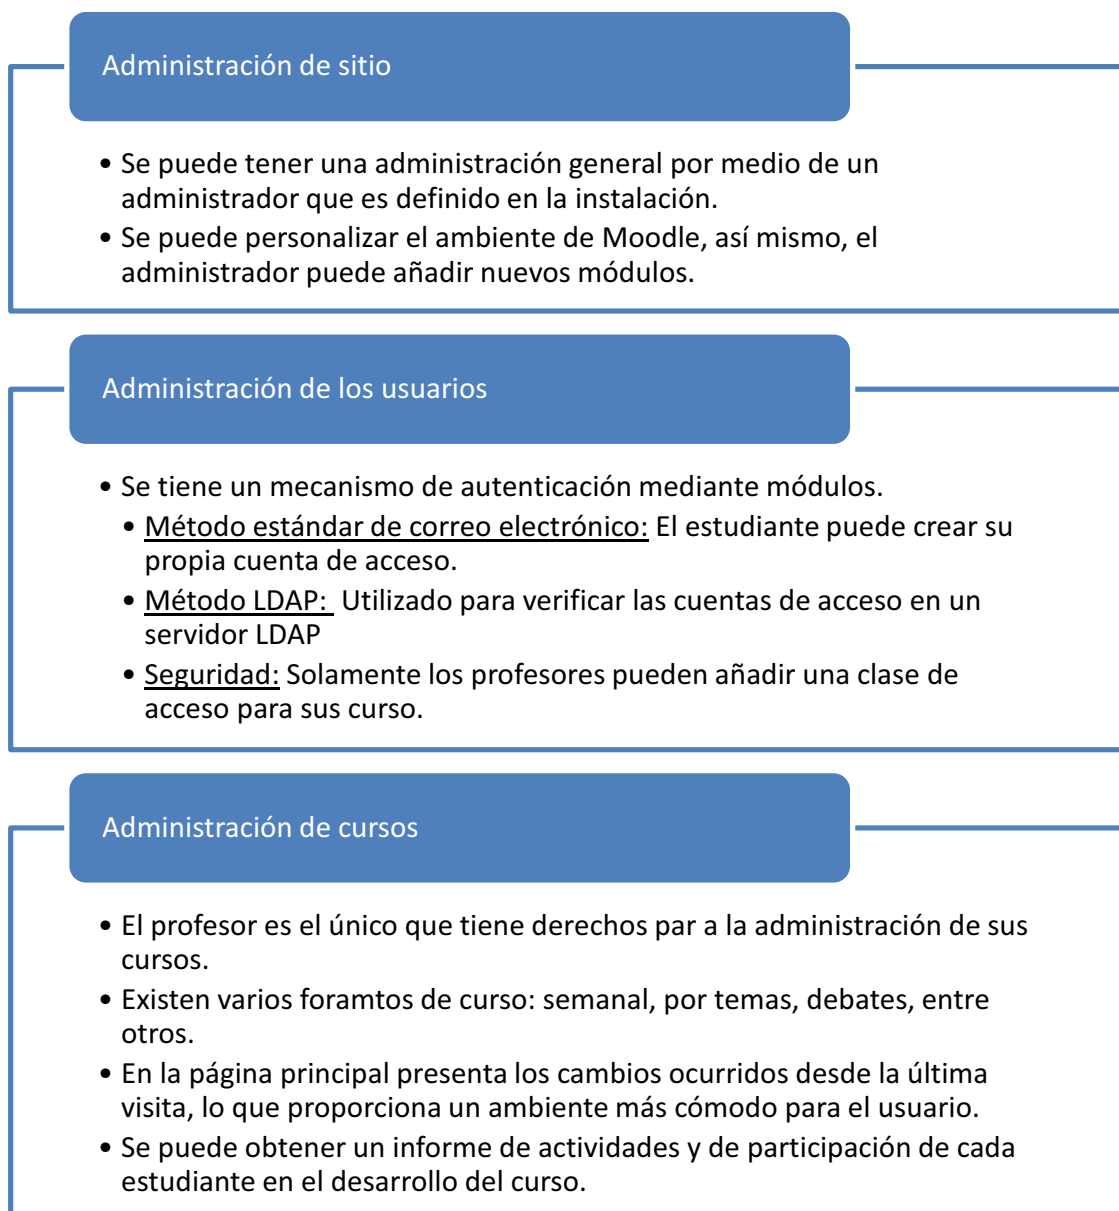 Administración de sitio
• Se puede tener una administración general por medio de un
administrador que es definido en la instalación.
• Se puede personalizar el ambiente de Moodle, así mismo, el
administrador puede añadir nuevos módulos.
Administración de los usuarios
• Se tiene un mecanismo de autenticación mediante módulos.
• Método estándar de correo electrónico: El estudiante puede crear su
propia cuenta de acceso.
• Método LDAP:  Utilizado para verificar las cuentas de acceso en un
servidor LDAP
• Seguridad: Solamente los profesores pueden añadir una clase de
acceso para sus curso.
Administración de cursos
• El profesor es el único que tiene derechos par a la administración de sus
cursos.
• Existen varios foramtos de curso: semanal, por temas, debates, entre
otros.
• En la página principal presenta los cambios ocurridos desde la última
visita, lo que proporciona un ambiente más cómodo para el usuario.
• Se puede obtener un informe de actividades y de participación de cada
estudiante en el desarrollo del curso.